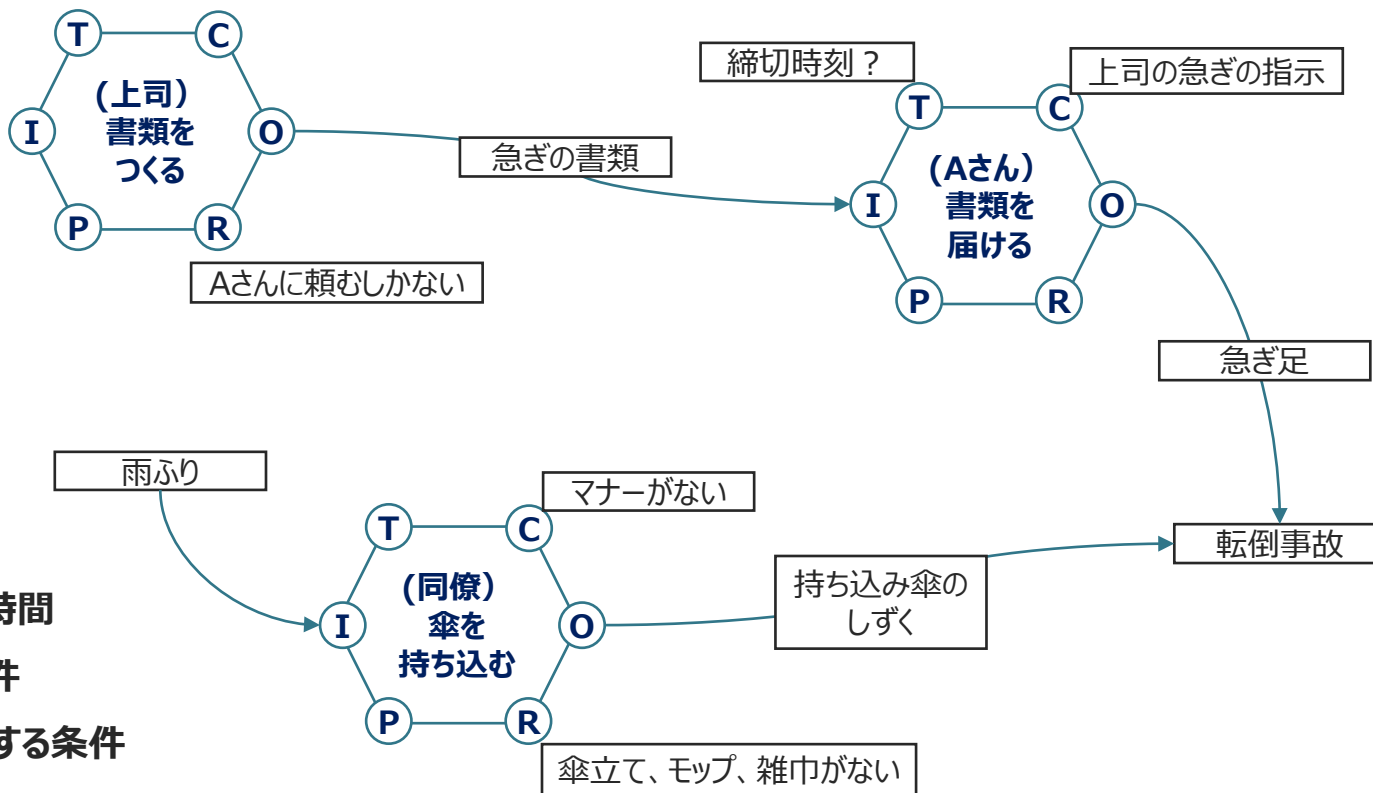 T
C
(上司)
書類を
つくる
I
O
P
R
急ぎの書類
Aさんに頼むしかない
締切時刻？
上司の急ぎの指示
T
C
(Aさん)
書類を
届ける
I
O
P
R
急ぎ足
雨ふり
マナーがない
T
C
(同僚)
傘を
持ち込む
I
O
P
R
持ち込み傘の
しずく
転倒事故
傘立て、モップ、雑巾がない
時間
件
する条件